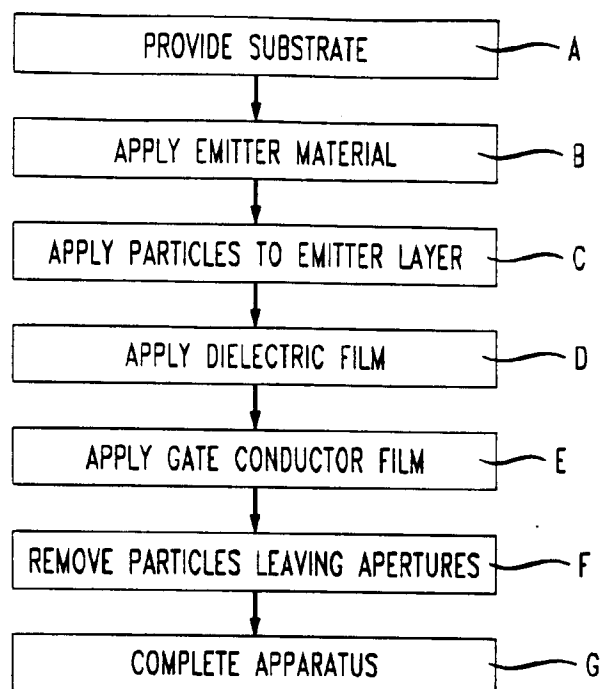 PROVIDE SUBSTRATE A
APPLY EMITTER MATERIAL B
APPLY PARTICLES TO EMITTER LAYER C
APPLY DIELECTRIC FILM D
APPLY GATE CONDUCTOR FILM E
REMOVE PARTICLES LEAVING APERTURES F
COMPLETE APPARATUS G